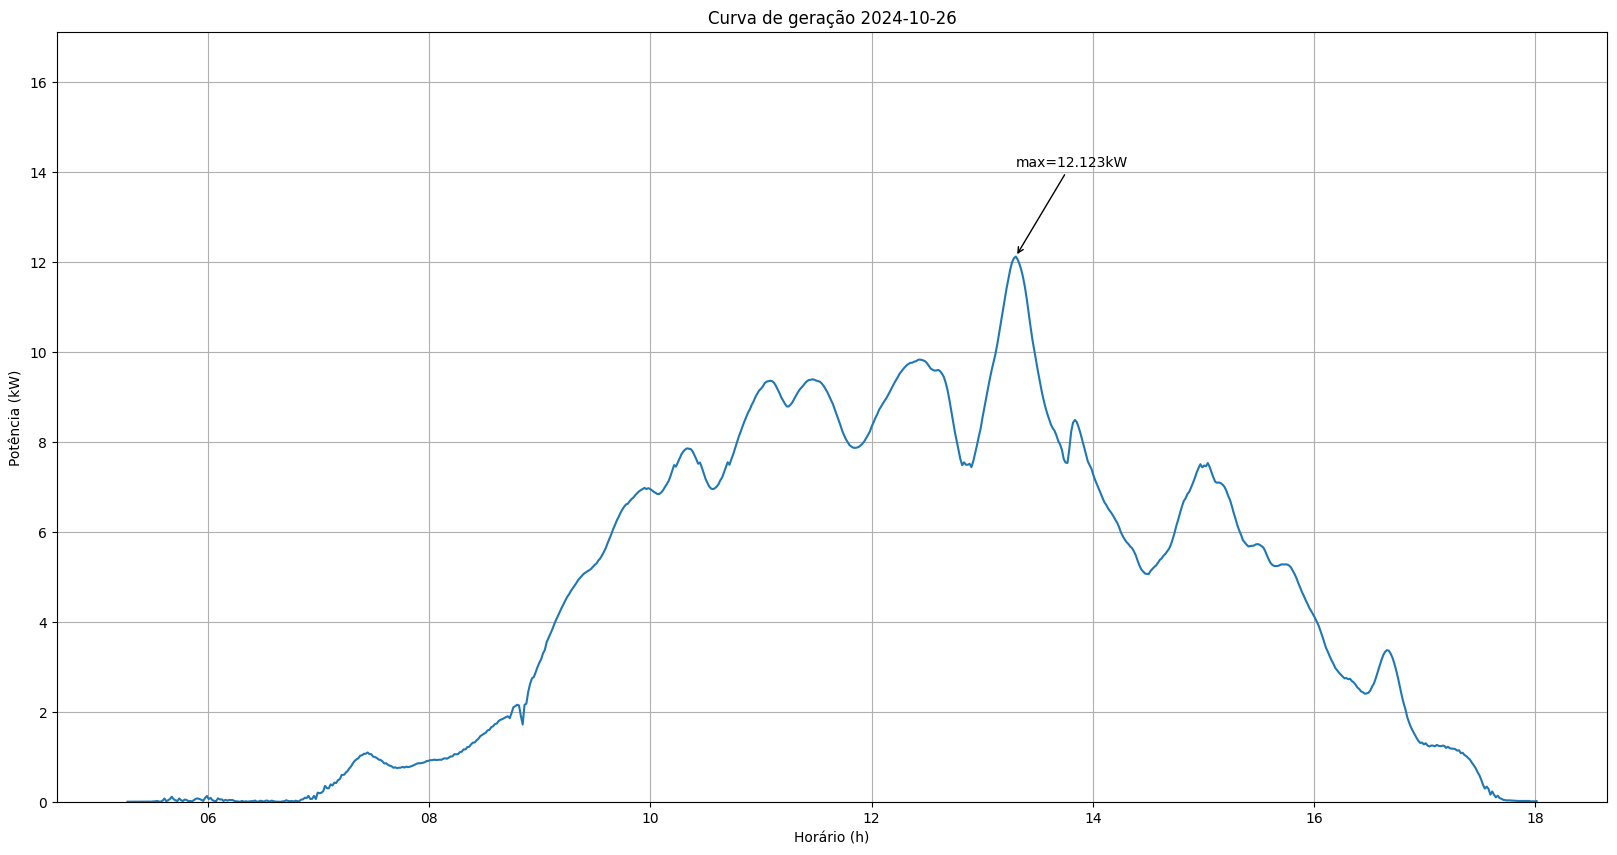 Curva de geração 2024-10-26
16
14
12
10
8
6
4
2
0
Potência (kW)
max=12.123kW
06 08 10 12 14 16 18
Horário (h)